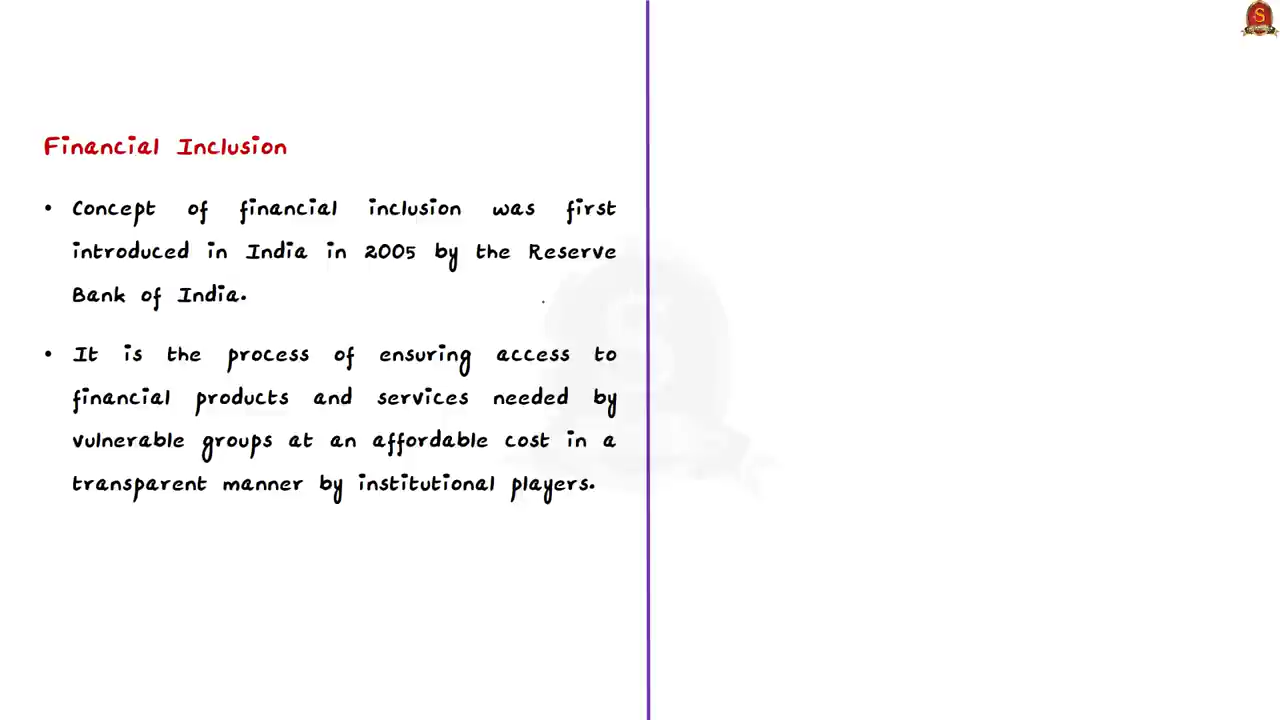 Financial Inclusion
• Concept of financial inclusion was first
introduced in India in 2005 by the Reserve
Bank of India.
• It is the process of ensuring access to
financial products and services needed by
vulnerable groups at an affordable cost in a
transparent manner by institutional players.
S